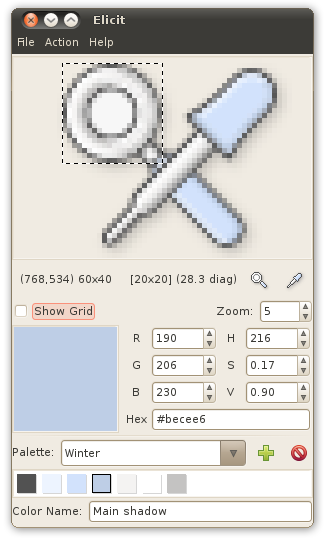 Elicit
File Action Help
(768,534) 60x40 [20x20] (28.3 diag)
Show Grid Zoom: 5
R 190 H 216
G 206 S 0.17
B 230 V 0.90
Hex #becee6
Palette: Winter
Color Name: Main shadow